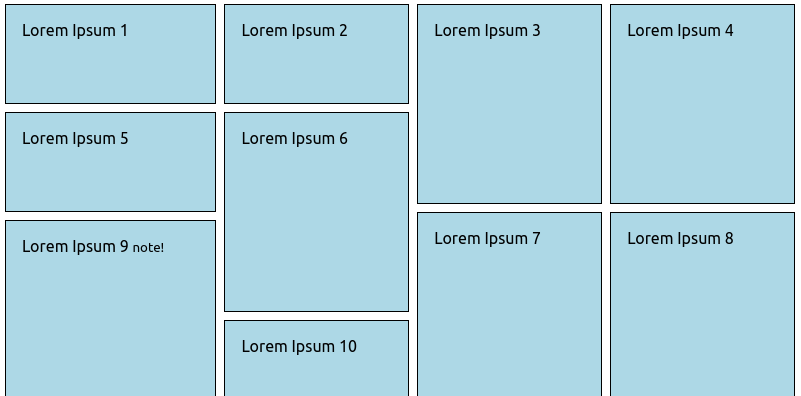 Lorem Ipsum 1
Lorem Ipsum 2
Lorem Ipsum 3
Lorem Ipsum 4
Lorem Ipsum 5
Lorem Ipsum 6
Lorem Ipsum 7
Lorem Ipsum 8
Lorem Ipsum 9 note!
Lorem Ipsum 10